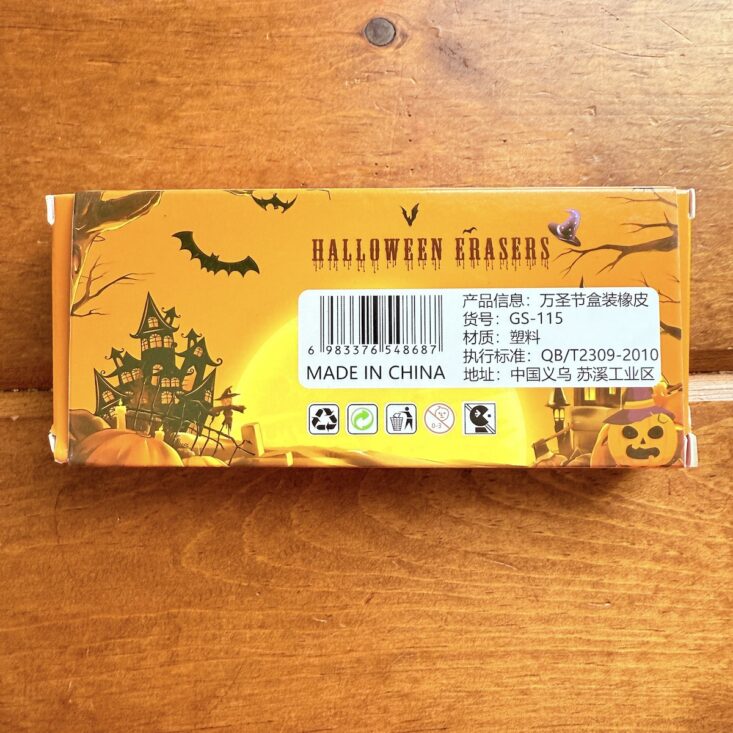 HALLOWEEN ERASERS
6 983376 548687
MADE IN CHINA
产品信息：万圣节盒装橡皮
货号：GS-115
材质：塑料
执行标准：QB/T2309-2010
地址：中国义乌 苏溪工业区
0-3